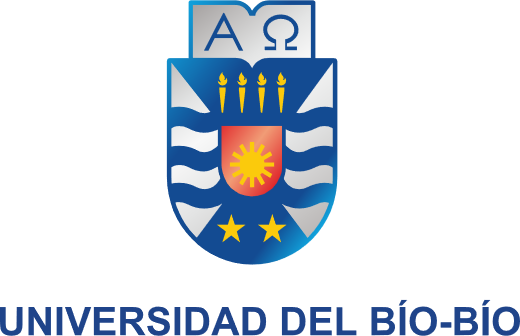 Α Ω
UNIVERSIDAD DEL BÍO-BÍO